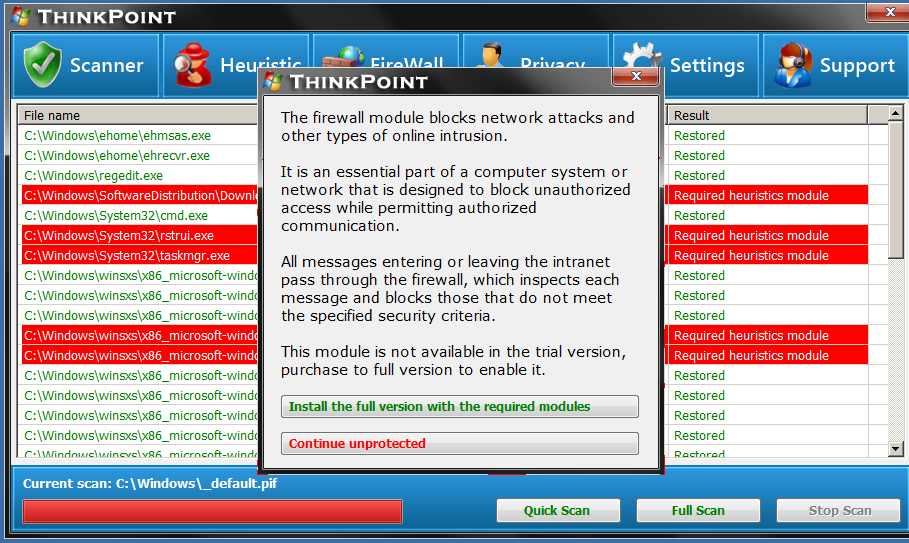 THINKPOINT
Scanner Heuristic FireWall Privacy Settings Support
THINKPOINT
The firewall module blocks network attacks and
other types of online intrusion.
It is an essential part of a computer system or
network that is designed to block unauthorized
access while permitting authorized
communication.
All messages entering or leaving the intranet
pass through the firewall, which inspects each
message and blocks those that do not meet
the specified security criteria.
This module is not available in the trial version,
purchase to full version to enable it.
Install the full version with the required modules
Continue unprotected
File name Result
C:\Windows\ehome\ehmsas.exe Restored
C:\Windows\ehome\ehrecvr.exe Restored
C:\Windows\regedit.exe Restored
C:\Windows\SoftwareDistribution\Downl Required heuristics module
C:\Windows\System32\cmd.exe Restored
C:\Windows\System32\rstrui.exe Required heuristics module
C:\Windows\System32\taskmgr.exe Required heuristics module
C:\Windows\winsxs\x86_microsoft-windo Restored
C:\Windows\winsxs\x86_microsoft-windo Restored
C:\Windows\winsxs\x86_microsoft-windo Restored
C:\Windows\winsxs\x86_microsoft-windo Required heuristics module
C:\Windows\winsxs\x86_microsoft-windo Required heuristics module
C:\Windows\winsxs\x86_microsoft-windo Restored
C:\Windows\winsxs\x86_microsoft-windo Restored
C:\Windows\winsxs\x86_microsoft-windo Restored
C:\Windows\winsxs\x86_microsoft-windo Restored
C:\Windows\winsxs\x86_microsoft-windo Restored
Current scan: C:\Windows\_default.pif
Quick Scan Full Scan Stop Scan